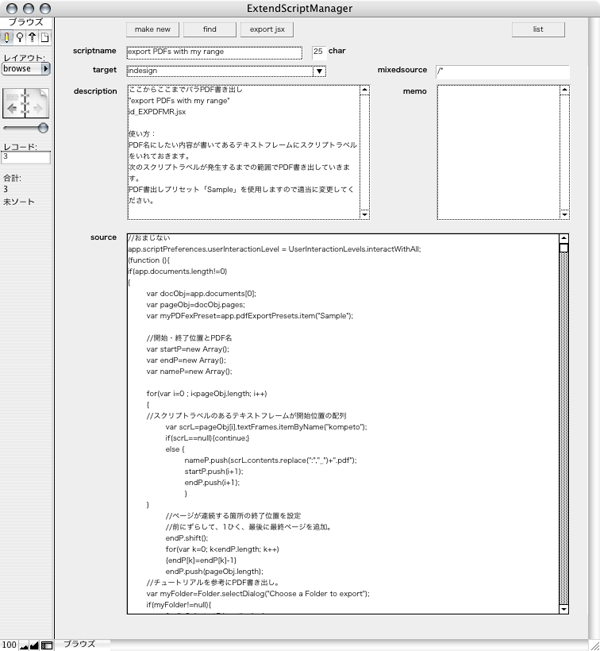 ExtendScriptManager
ブラウズ
make new
find
export jsx
list
scriptname
export PDFs with my range
25
char
レイアウト:
browse
target
indesign
mixedsource
/*
description
ここからここまでバラPDF書き出し
"export PDFs with my range"
id_EXPDFMR.jsx
使い方：
PDF名にしたい内容が書いてあるテキストフレームにスクリプトラベル
をいれておきます。
次のスクリプトラベルが発生するまでの範囲でPDF書き出していきま
す。
PDF書出しプリセット「Sample」を使用しますので適当に変更してく
ださい。
memo
レコード:
3
合計:
3
未ソート
source
//おまじない
app.scriptPreferences.userInteractionLevel = UserInteractionLevels.interactWithAll;
(function (){
if(app.documents.length!=0)
{
var docObj=app.documents[0];
var pageObj=docObj.pages;
var myPDFexPreset=app.pdfExportPresets.item("Sample");
//開始・終了位置とPDF名
var startP=new Array();
var endP=new Array();
var nameP=new Array();
for(var i=0 ; i<pageObj.length; i++)
{
//スクリプトラベルのあるテキストフレームが開始位置の配列
var scrL=pageObj[i].textFrames.itemByName("kompeto");
if(scrL==null){continue;}
else {
nameP.push(scrL.contents.replace(":","_")+".pdf");
startP.push(i+1);
endP.push(i+1);
}
}
//ページが連続する箇所の終了位置を設定
//前にずらして、1ひく、最後に最終ページを追加。
endP.shift();
for(var k=0; k<endP.length; k++)
{endP[k]=endP[k]-1}
endP.push(pageObj.length);
//チュートリアルを参考にPDF書き出し。
var myFolder=Folder.selectDialog("Choose a Folder to export");
if(myFolder!=null){
100
ブラウズ